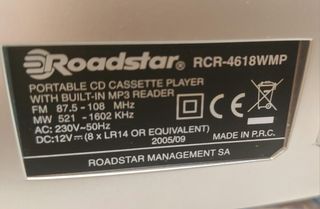 Roadstar® RCR-4618WMP
PORTABLE CD CASSETTE PLAYER
WITH BUILT-IN MP3 READER
FM 87.5 - 108 MHz
MW 521 - 1602 KHz
AC: 230V~50Hz
DC:12V⎓ (8 x LR14 OR EQUIVALENT)
2005/09
MADE IN P.R.C.
CE
ROADSTAR MANAGEMENT SA